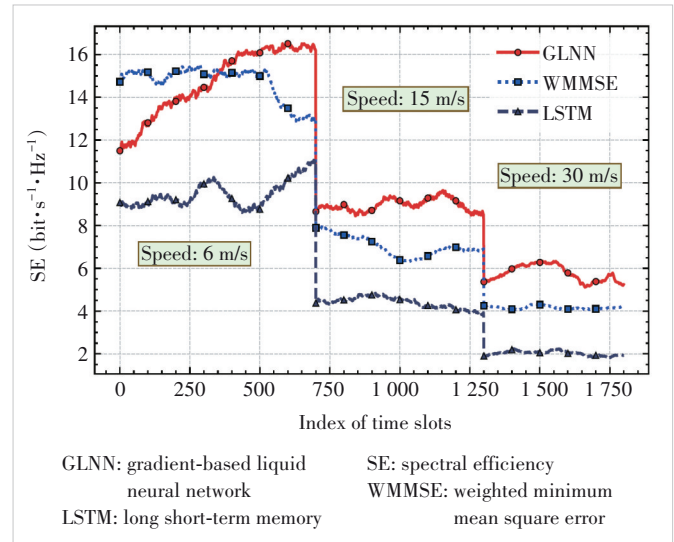 16
14
12
10
8
6
4
2
SE (bit·s⁻¹·Hz⁻¹)
GLNN
WMMSE
LSTM
Speed: 15 m/s
Speed: 30 m/s
Speed: 6 m/s
0 250 500 750 1 000 1 250 1 500 1 750
Index of time slots
GLNN: gradient-based liquid
neural network
LSTM: long short-term memory
SE: spectral efficiency
WMMSE: weighted minimum
mean square error